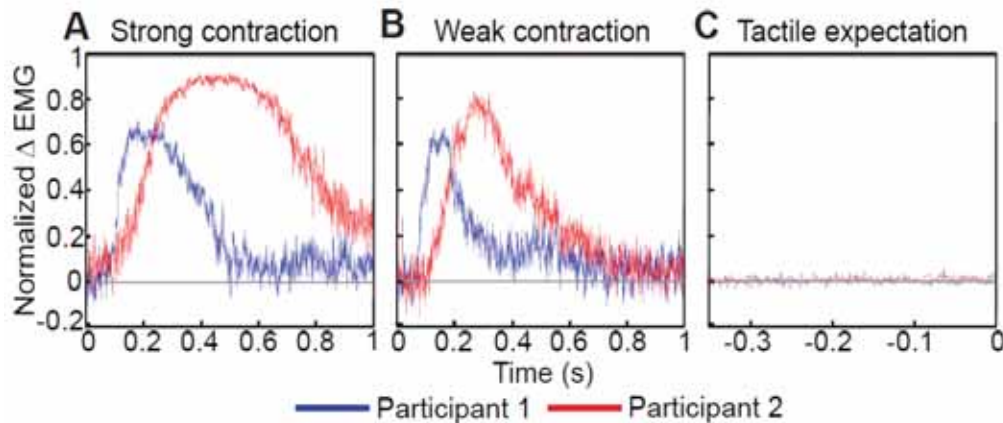 A Strong contraction B Weak contraction C Tactile expectation
Normalized Δ EMG
1
0.8
0.6
0.4
0.2
0
-0.2
0 0.2 0.4 0.6 0.8 1 0 0.2 0.4 0.6 0.8 1 -0.3 -0.2 -0.1 0
Time (s)
Participant 1 Participant 2